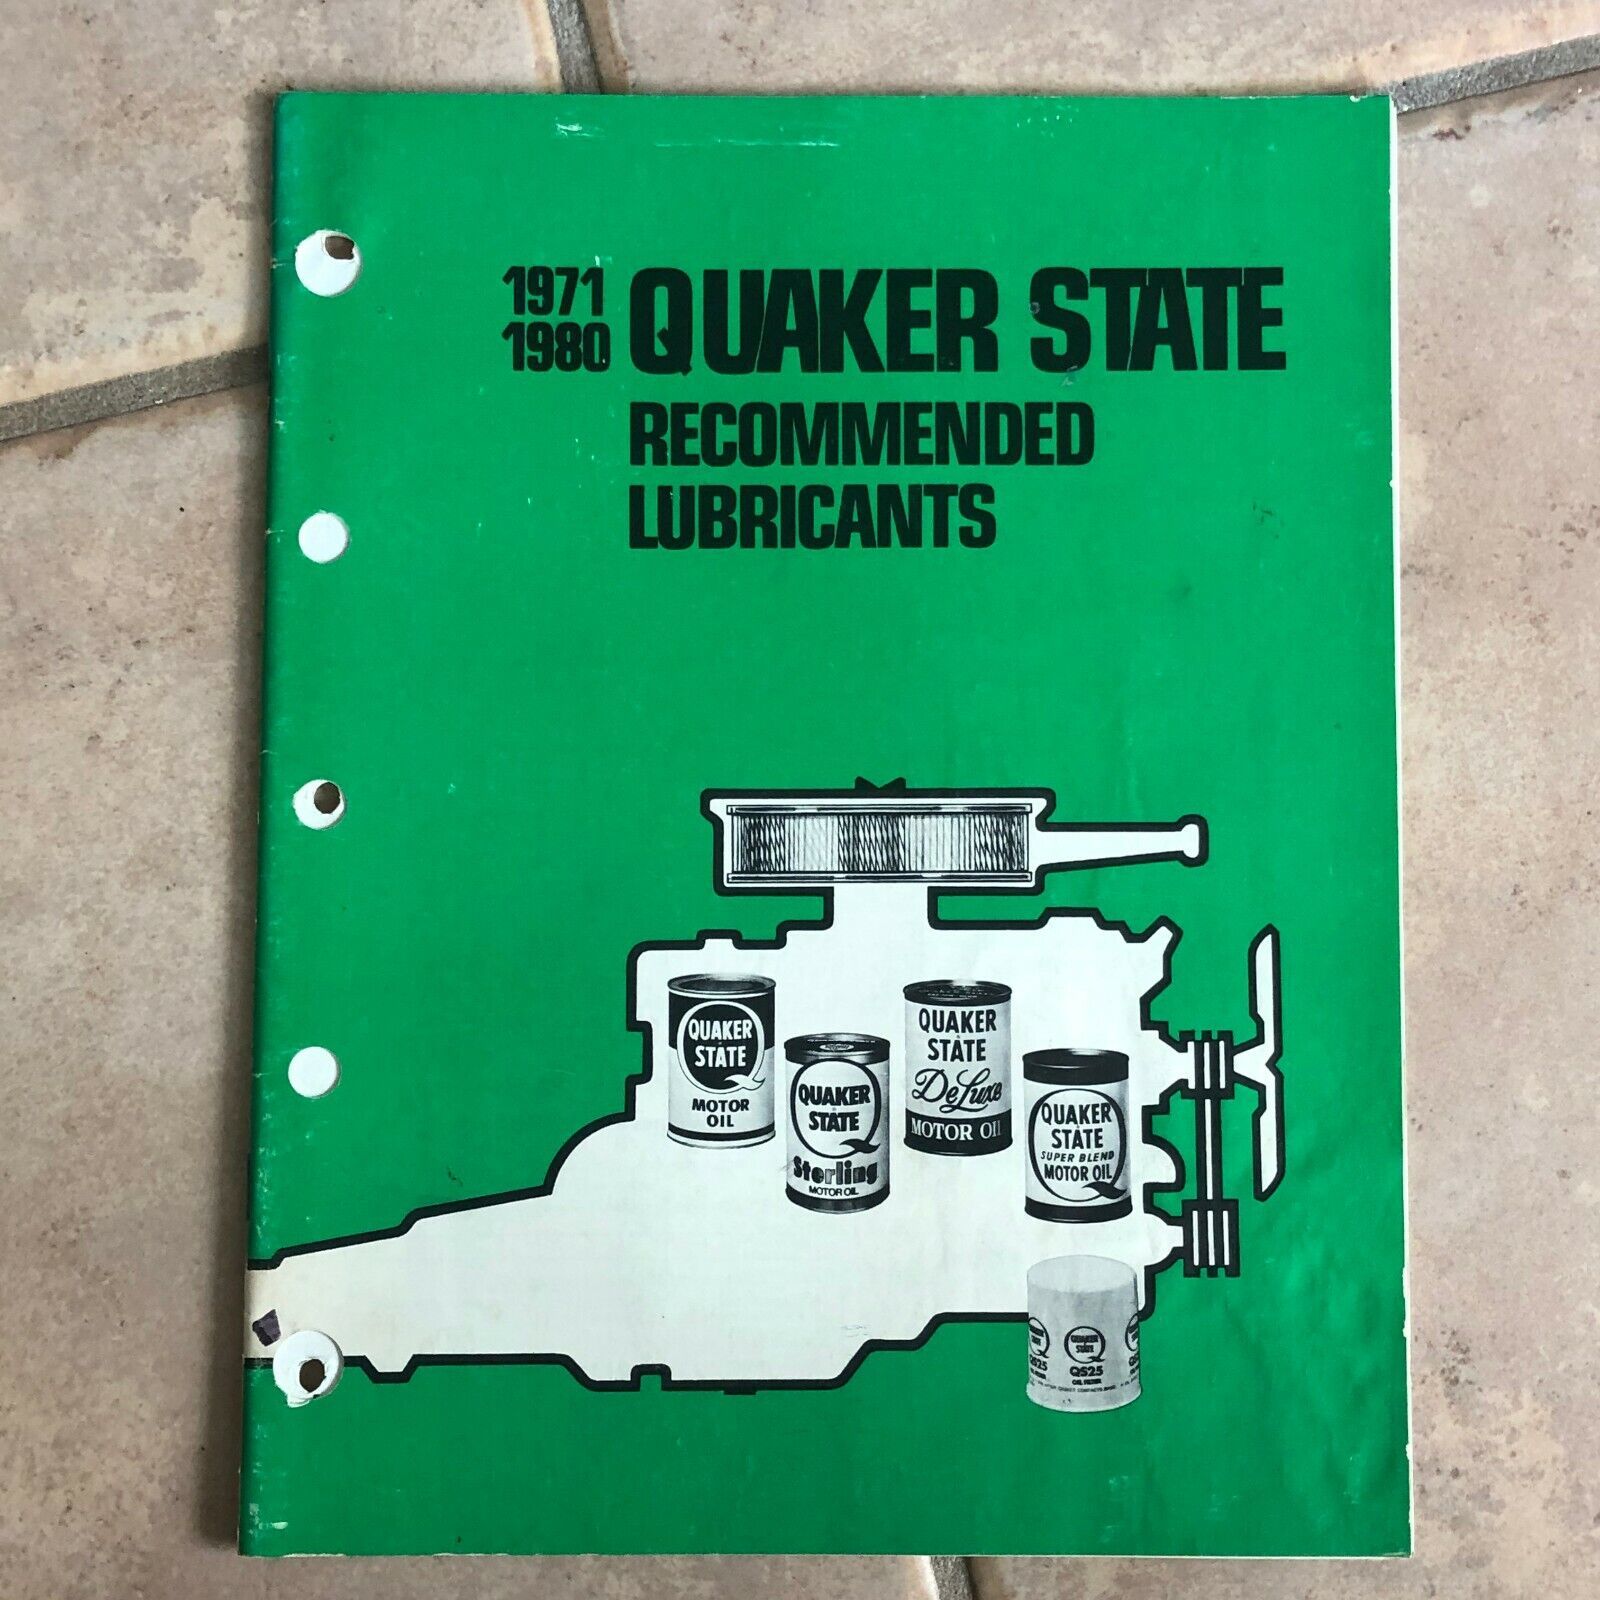 1971
1980
QUAKER STATE
RECOMMENDED
LUBRICANTS
QUAKER
STATE
MOTOR
OIL
QUAKER
STATE
Sterling
MOTOR OIL
QUAKER
STATE
DeLuxe
MOTOR OIL
QUAKER
STATE
SUPER BLEND
MOTOR OIL
QUAKER
STATE
QS25
OIL FILTER